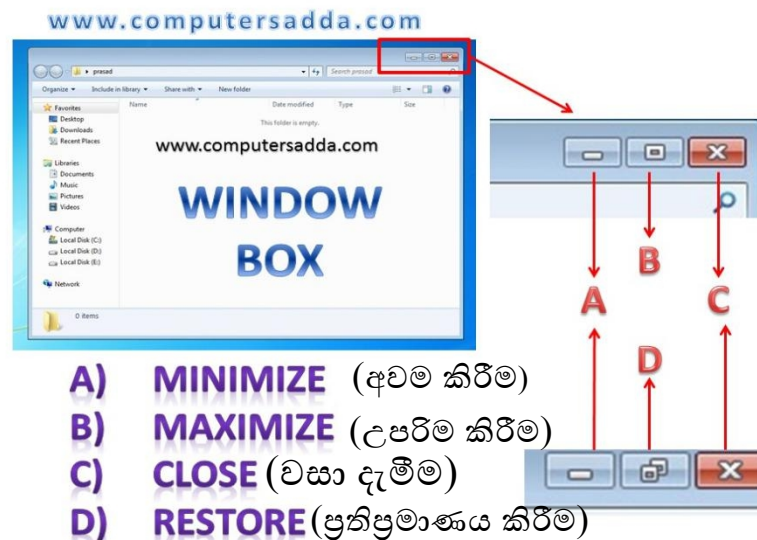 www.computersadda.com
prasad
Search prasad
Organize Include in library Share with New folder
Favorites
Desktop
Downloads
Recent Places
Libraries
Documents
Music
Pictures
Videos
Computer
Local Disk (C:)
Local Disk (D:)
Local Disk (E:)
Network
Name Date modified Type Size
This folder is empty.
www.computersadda.com
WINDOW
BOX
0 items
A
B
C
D
A) MINIMIZE (අවම කිරීම)
B) MAXIMIZE (උපරිම කිරීම)
C) CLOSE (වසා දැමීම)
D) RESTORE (ප්‍රතිප්‍රමාණය කිරීම)